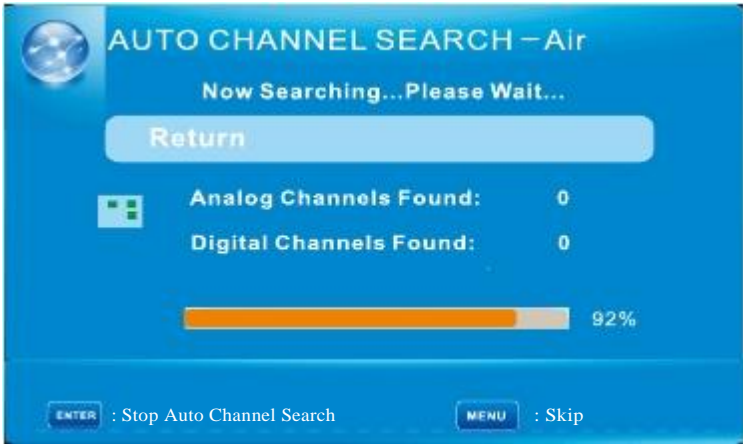 AUTO CHANNEL SEARCH－Air
Now Searching...Please Wait...
Return
Analog Channels Found: 0
Digital Channels Found: 0
92%
ENTER : Stop Auto Channel Search MENU : Skip